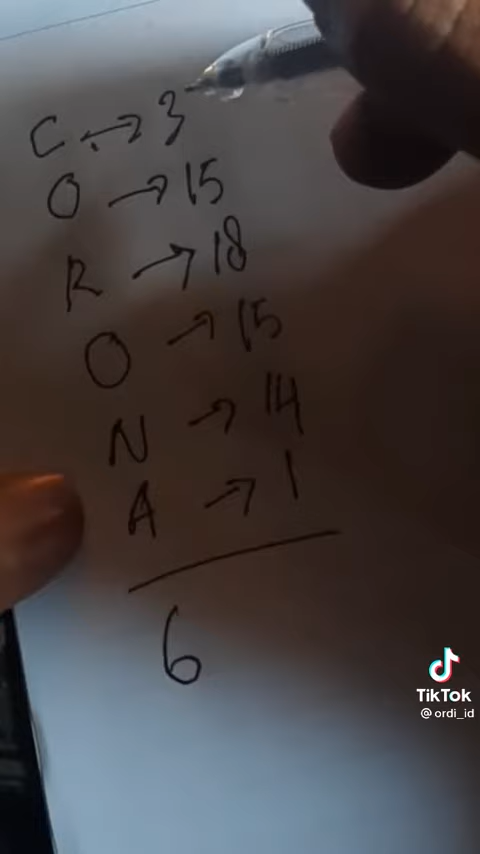 C → 3
O → 15
R → 18
O → 15
N → 14
A → 1
6
TikTok
@ordi_id